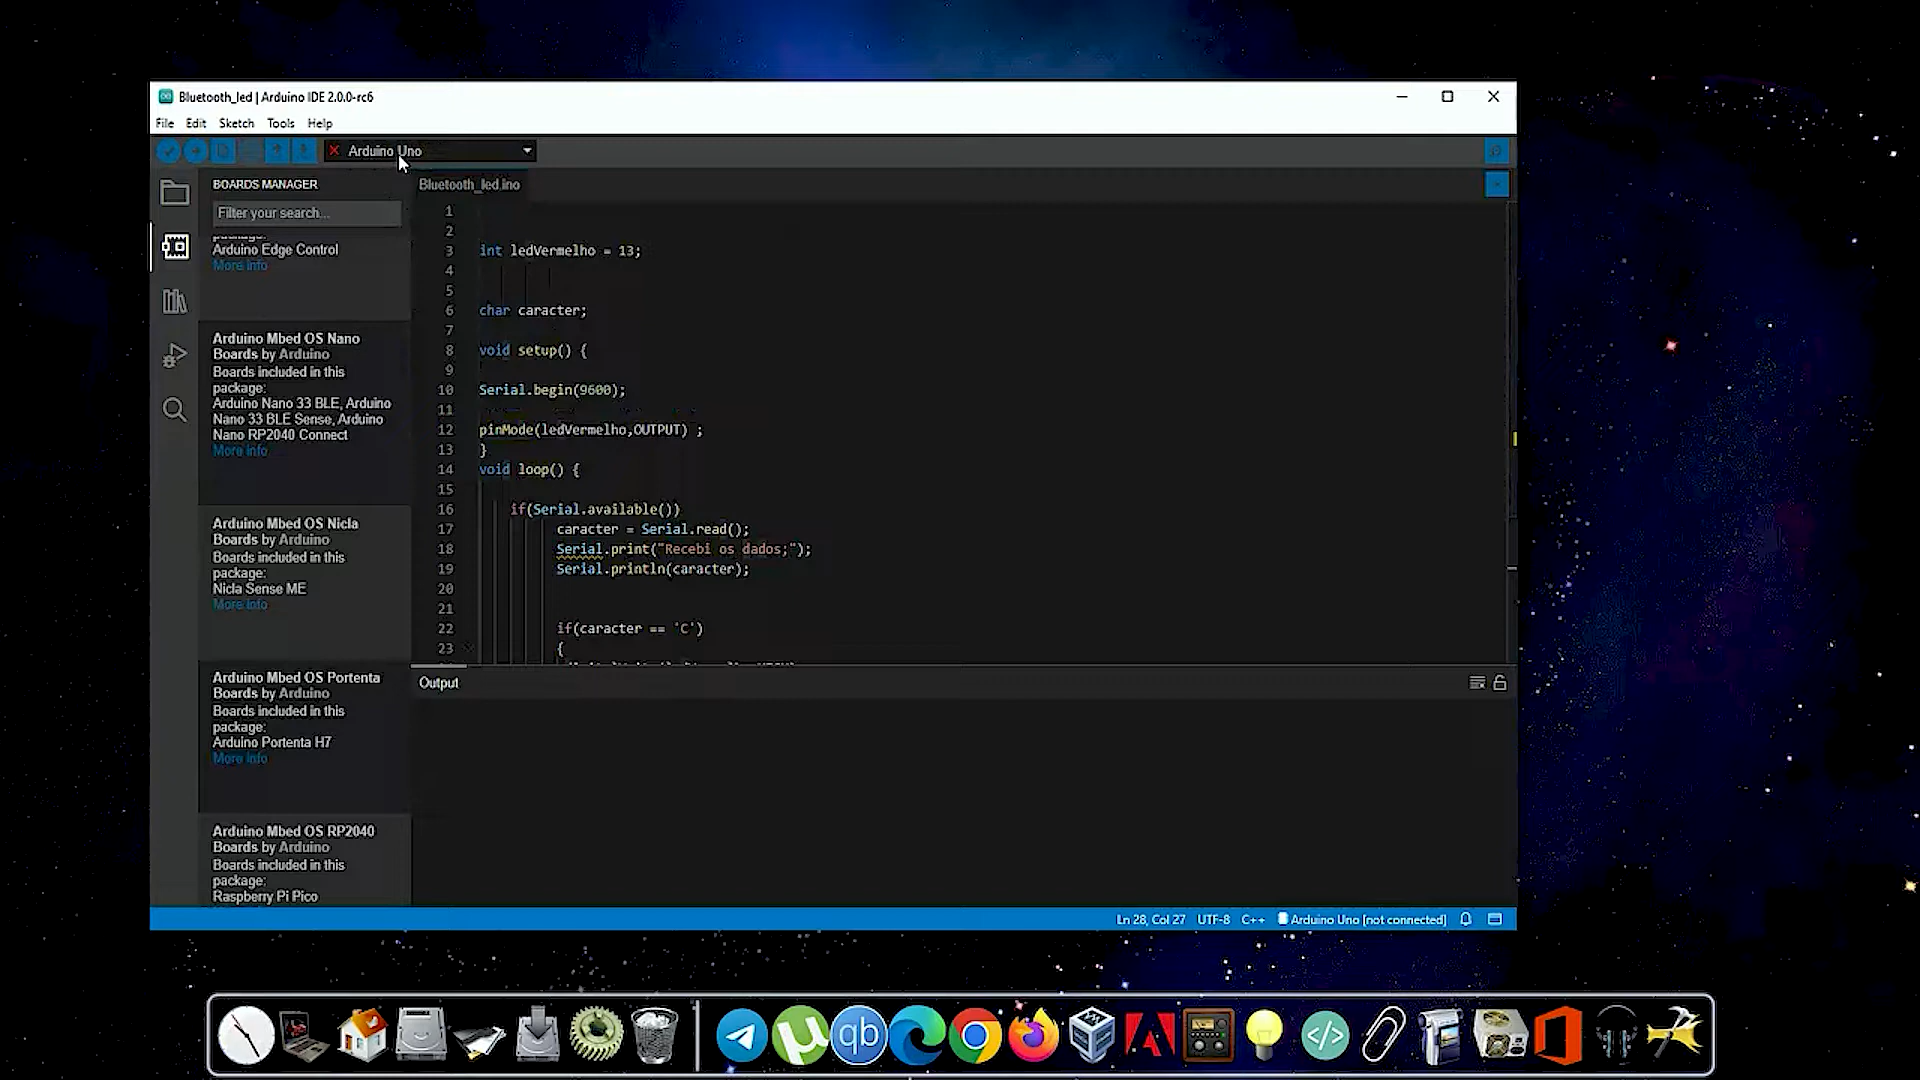 Bluetooth_led | Arduino IDE 2.0.0-rc6
File Edit Sketch Tools Help
Arduino Uno
BOARDS MANAGER
Filter your search...
package:
Arduino Edge Control
More info
Arduino Mbed OS Nano
Boards by Arduino
Boards included in this
package:
Arduino Nano 33 BLE, Arduino
Nano 33 BLE Sense, Arduino
Nano RP2040 Connect
More info
Arduino Mbed OS Nicla
Boards by Arduino
Boards included in this
package:
Nicla Sense ME
More info
Arduino Mbed OS Portenta
Boards by Arduino
Boards included in this
package:
Arduino Portenta H7
More info
Arduino Mbed OS RP2040
Boards by Arduino
Boards included in this
package:
Raspberry Pi Pico
Bluetooth_led.ino
1
2
3 int ledVermelho = 13;
4
5
6 char caracter;
7
8 void setup() {
9
10 Serial.begin(9600);
11
12 pinMode(ledVermelho,OUTPUT) ;
13 }
14 void loop() {
15
16 if(Serial.available())
17 caracter = Serial.read();
18 Serial.print("Recebi os dados;");
19 Serial.println(caracter);
20
21
22 if(caracter == 'C')
23 {
Output
Ln 28, Col 27 UTF-8 C++ Arduino Uno [not connected]
qb